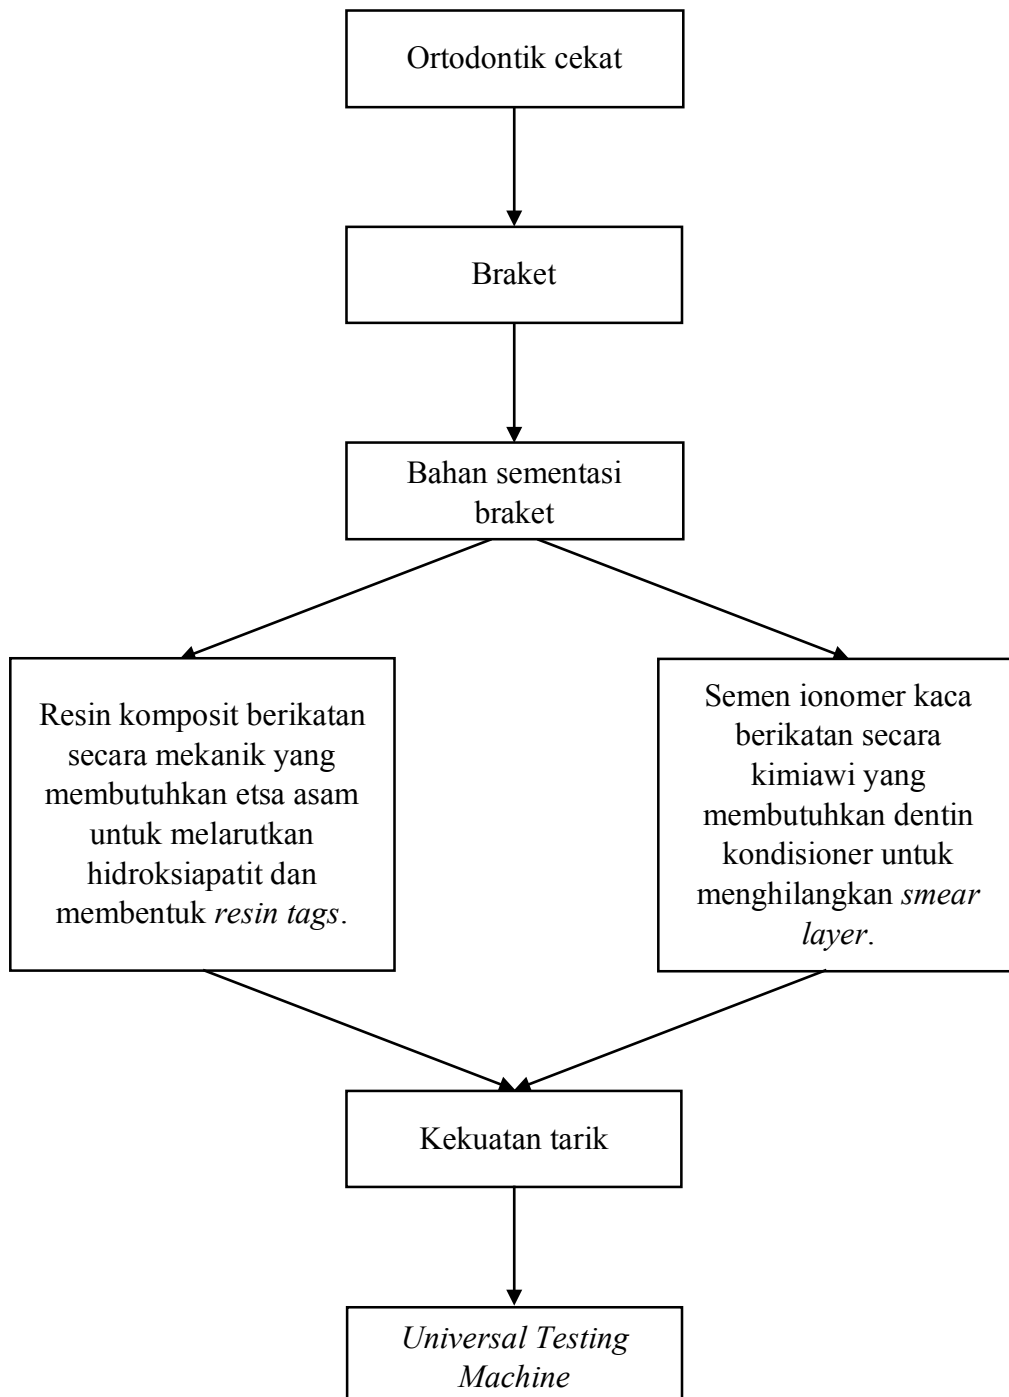 Ortodontik cekat
Braket
Bahan sementasi
braket
Resin komposit berikatan
secara mekanik yang
membutuhkan etsa asam
untuk melarutkan
hidroksiapatit dan
membentuk resin tags.
Semen ionomer kaca
berikatan secara
kimiawi yang
membutuhkan dentin
kondisioner untuk
menghilangkan smear
layer.
Kekuatan tarik
Universal Testing
Machine